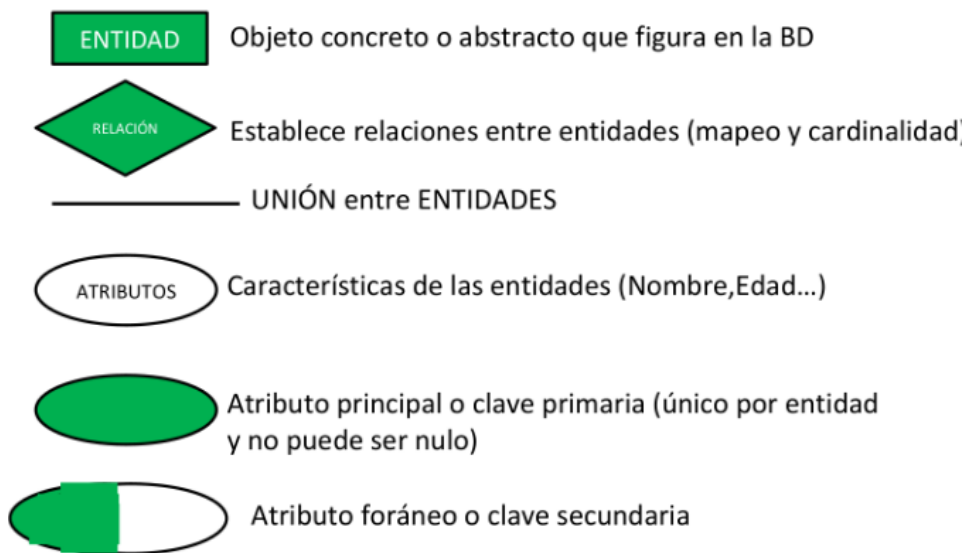 ENTIDAD Objeto concreto o abstracto que figura en la BD
RELACIÓN Establece relaciones entre entidades (mapeo y cardinalidad)
UNIÓN entre ENTIDADES
ATRIBUTOS Características de las entidades (Nombre,Edad...)
Atributo principal o clave primaria (único por entidad
y no puede ser nulo)
Atributo foráneo o clave secundaria